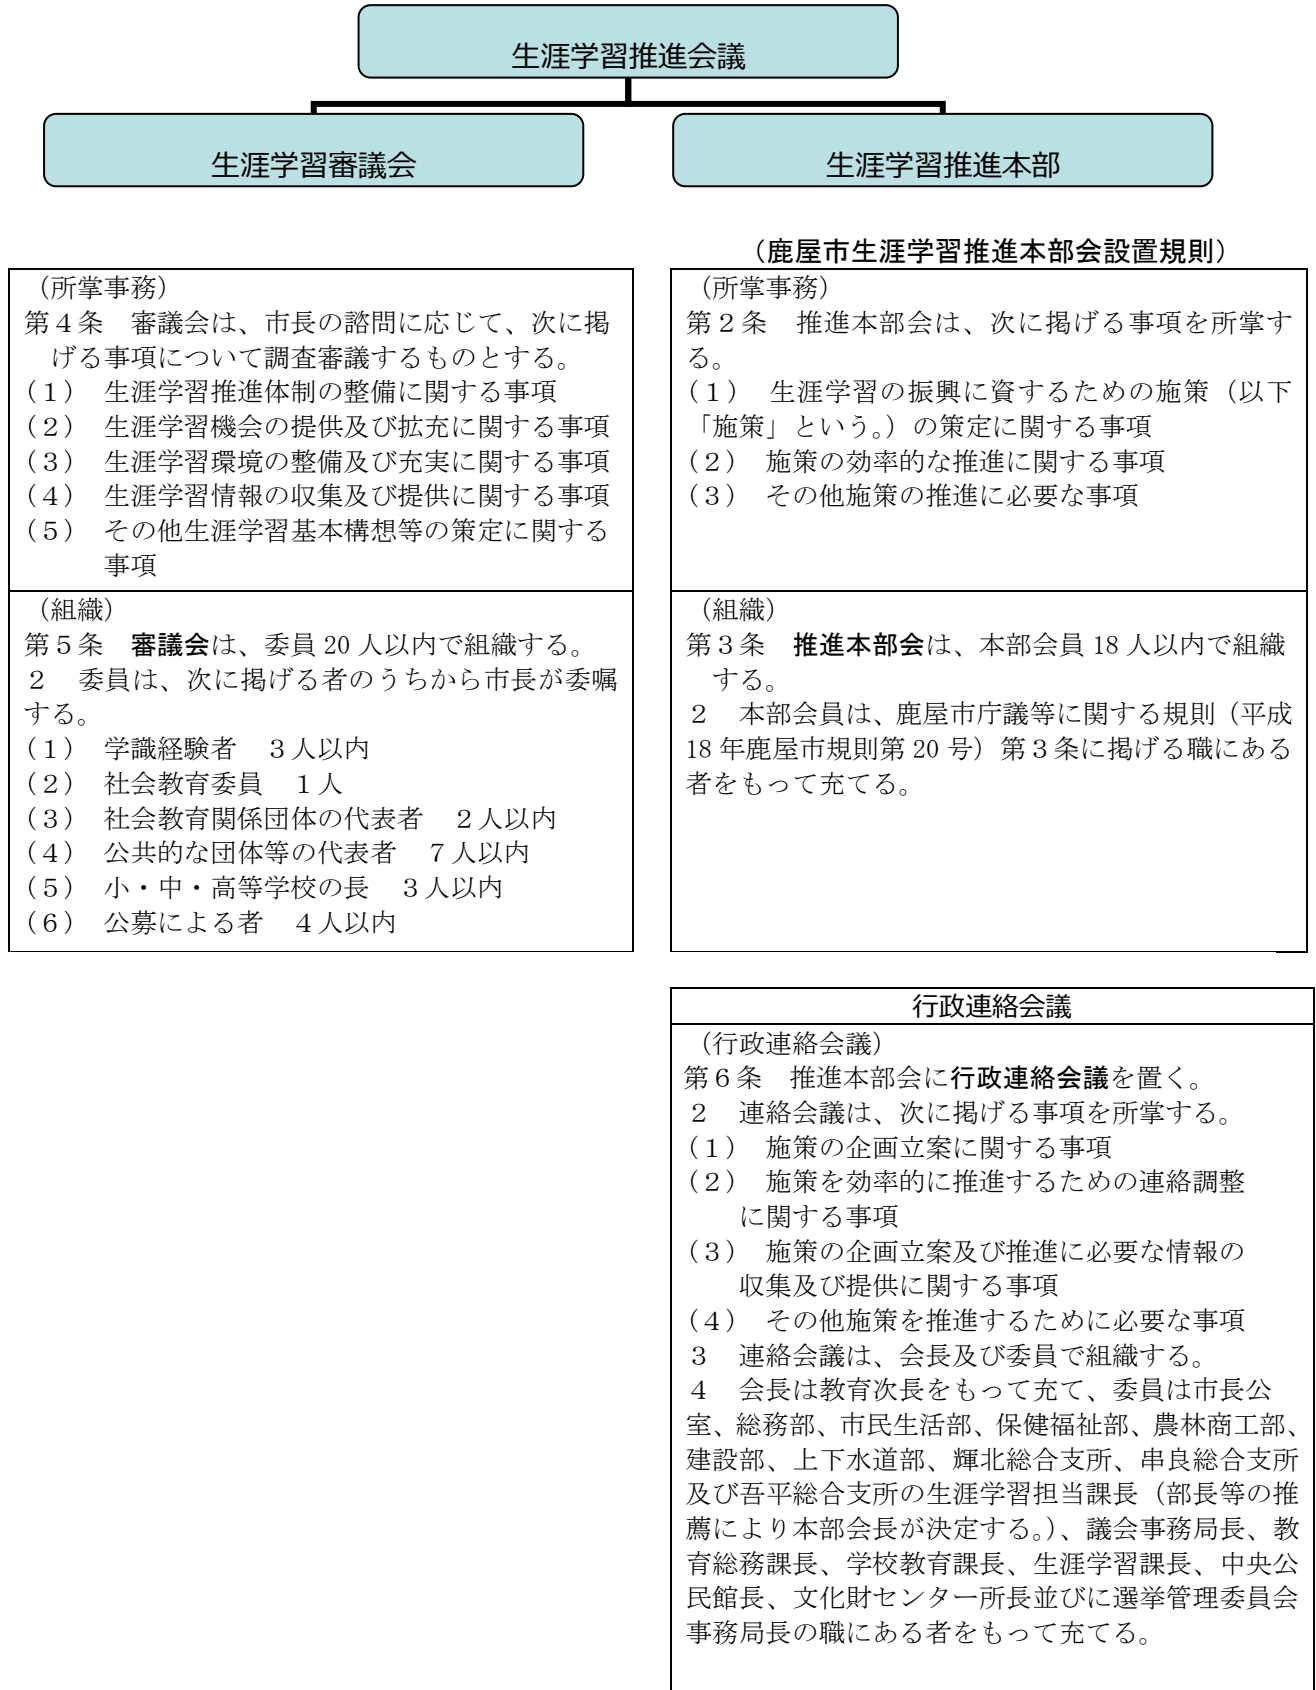 生涯学習推進会議
生涯学習審議会
生涯学習推進本部
（鹿屋市生涯学習推進本部会設置規則）
（所掌事務）
第４条　審議会は、市長の諮問に応じて、次に掲
げる事項について調査審議するものとする。
（１）　生涯学習推進体制の整備に関する事項
（２）　生涯学習機会の提供及び拡充に関する事項
（３）　生涯学習環境の整備及び充実に関する事項
（４）　生涯学習情報の収集及び提供に関する事項
（５）　その他生涯学習基本構想等の策定に関する
事項
（組織）
第５条　審議会は、委員 20 人以内で組織する。
２　委員は、次に掲げる者のうちから市長が委嘱
する。
（１）　学識経験者　３人以内
（２）　社会教育委員　１人
（３）　社会教育関係団体の代表者　２人以内
（４）　公共的な団体等の代表者　７人以内
（５）　小・中・高等学校の長　３人以内
（６）　公募による者　４人以内
（所掌事務）
第２条　推進本部会は、次に掲げる事項を所掌す
る。
（１）　生涯学習の振興に資するための施策（以下
「施策」という。）の策定に関する事項
（２）　施策の効率的な推進に関する事項
（３）　その他施策の推進に必要な事項
（組織）
第３条　推進本部会は、本部会員 18 人以内で組織
する。
２　本部会員は、鹿屋市庁議等に関する規則（平成
18 年鹿屋市規則第 20 号）第３条に掲げる職にある
者をもって充てる。
行政連絡会議
（行政連絡会議）
第６条　推進本部会に行政連絡会議を置く。
２　連絡会議は、次に掲げる事項を所掌する。
（１）　施策の企画立案に関する事項
（２）　施策を効率的に推進するための連絡調整
に関する事項
（３）　施策の企画立案及び推進に必要な情報の
収集及び提供に関する事項
（４）　その他施策を推進するために必要な事項
３　連絡会議は、会長及び委員で組織する。
４　会長は教育次長をもって充て、委員は市長公
室、総務部、市民生活部、保健福祉部、農林商工部、
建設部、上下水道部、輝北総合支所、串良総合支所
及び吾平総合支所の生涯学習担当課長（部長等の推
薦により本部会長が決定する。）、議会事務局長、教
育総務課長、学校教育課長、生涯学習課長、中央公
民館長、文化財センター所長並びに選挙管理委員会
事務局長の職にある者をもって充てる。